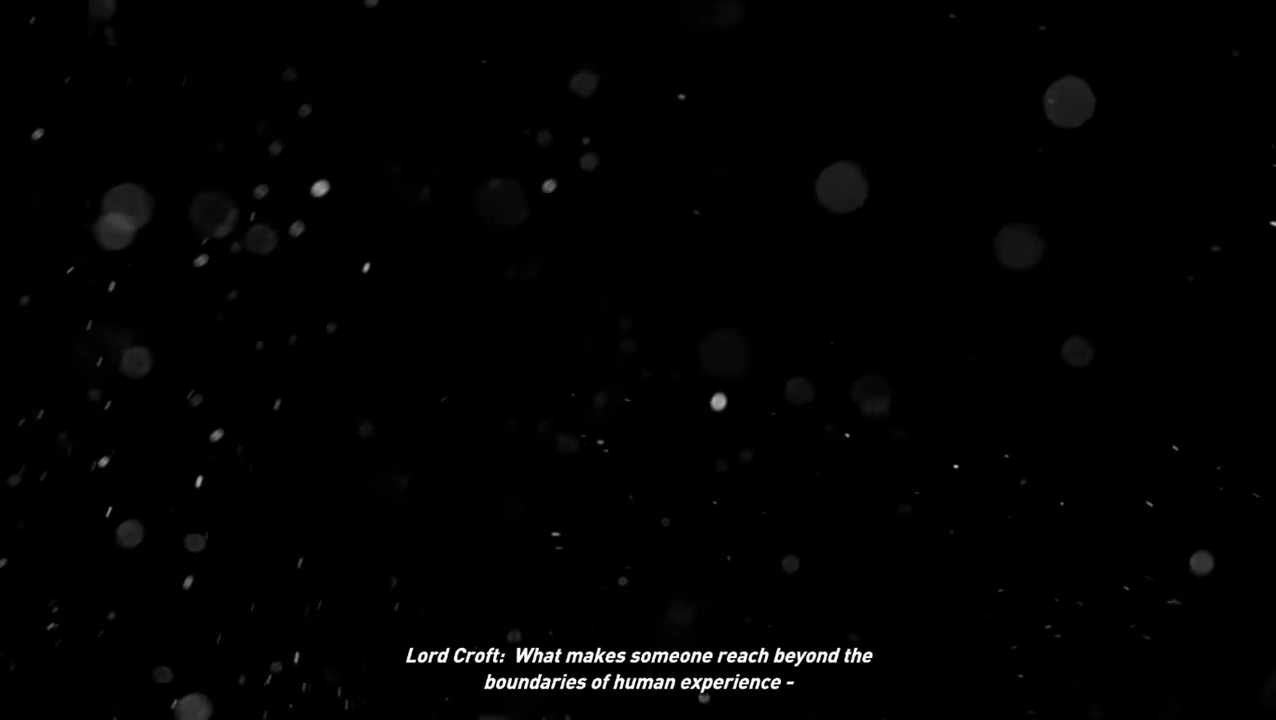 Lord Croft: What makes someone reach beyond the
boundaries of human experience -